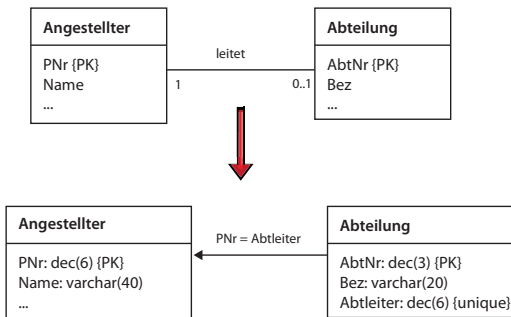 Angestellter
PNr {PK}
Name
...
leitet
1
0..1
Abteilung
AbtNr {PK}
Bez
...
Angestellter
PNr: dec(6) {PK}
Name: varchar(40)
...
PNr = Abtleiter
Abteilung
AbtNr: dec(3) {PK}
Bez: varchar(20)
Abtleiter: dec(6) {unique}